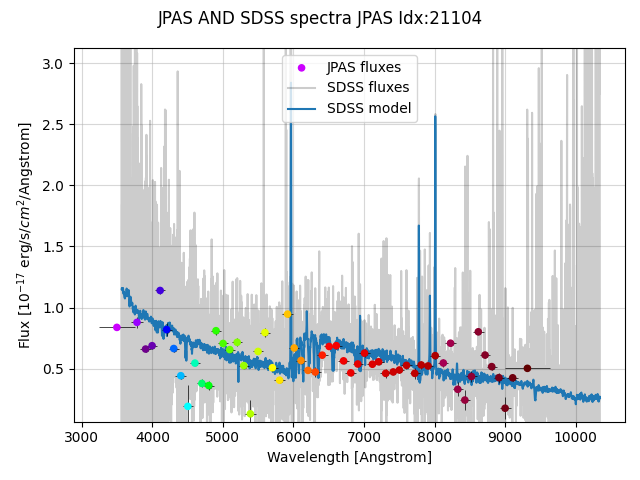 JPAS AND SDSS spectra JPAS Idx:21104
JPAS fluxes
SDSS fluxes
SDSS model
Flux [10⁻¹⁷ erg/s/cm²/Angstrom]
3.0
2.5
2.0
1.5
1.0
0.5
3000 4000 5000 6000 7000 8000 9000 10000
Wavelength [Angstrom]